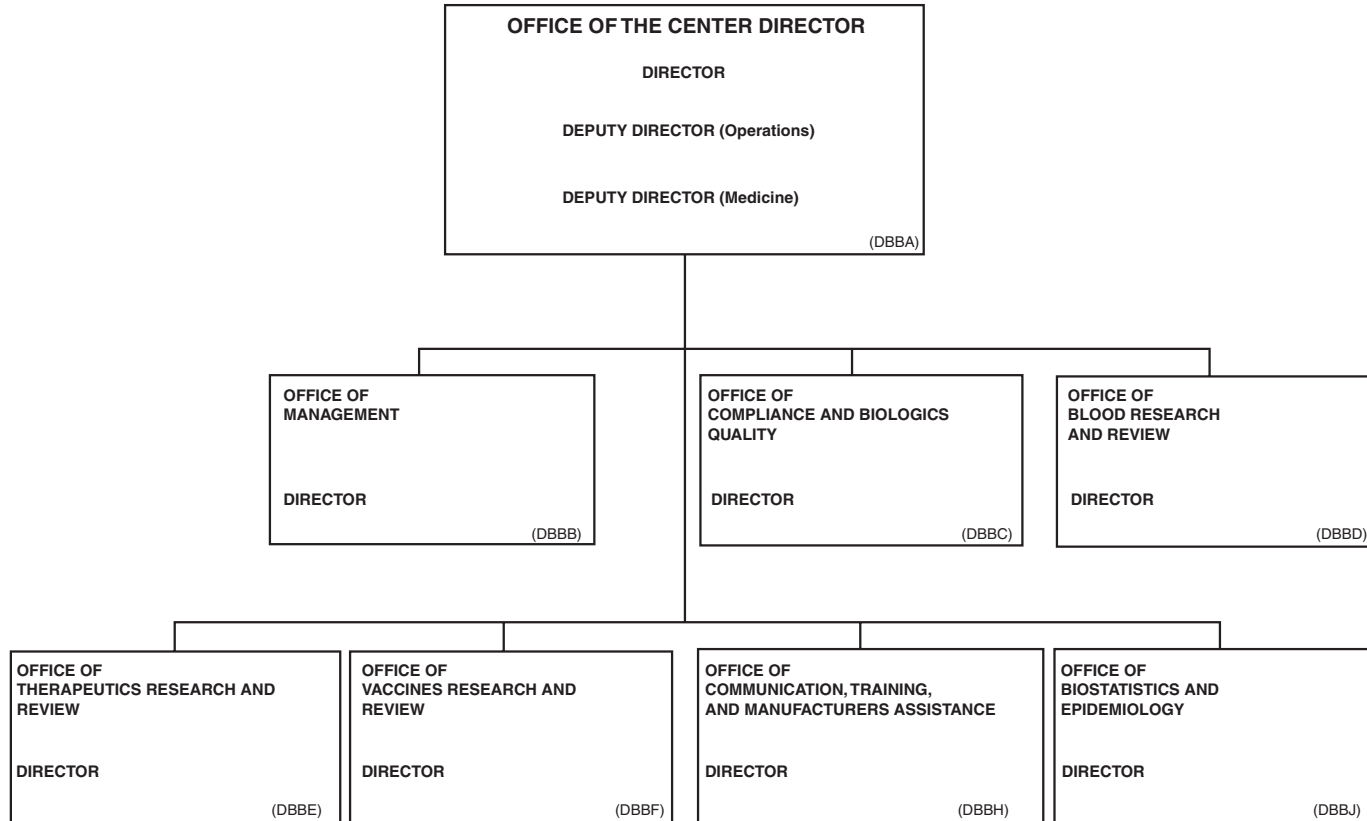 OFFICE OF THE CENTER DIRECTOR
DIRECTOR
DEPUTY DIRECTOR (Operations)
DEPUTY DIRECTOR (Medicine)
(DBBA)
OFFICE OF
MANAGEMENT
DIRECTOR
(DBBB)
OFFICE OF
COMPLIANCE AND BIOLOGICS
QUALITY
DIRECTOR
(DBBC)
OFFICE OF
BLOOD RESEARCH
AND REVIEW
DIRECTOR
(DBBD)
OFFICE OF
THERAPEUTICS RESEARCH AND
REVIEW
DIRECTOR
(DBBE)
OFFICE OF
VACCINES RESEARCH AND
REVIEW
DIRECTOR
(DBBF)
OFFICE OF
COMMUNICATION, TRAINING,
AND MANUFACTURERS ASSISTANCE
DIRECTOR
(DBBH)
OFFICE OF
BIOSTATISTICS AND
EPIDEMIOLOGY
DIRECTOR
(DBBJ)